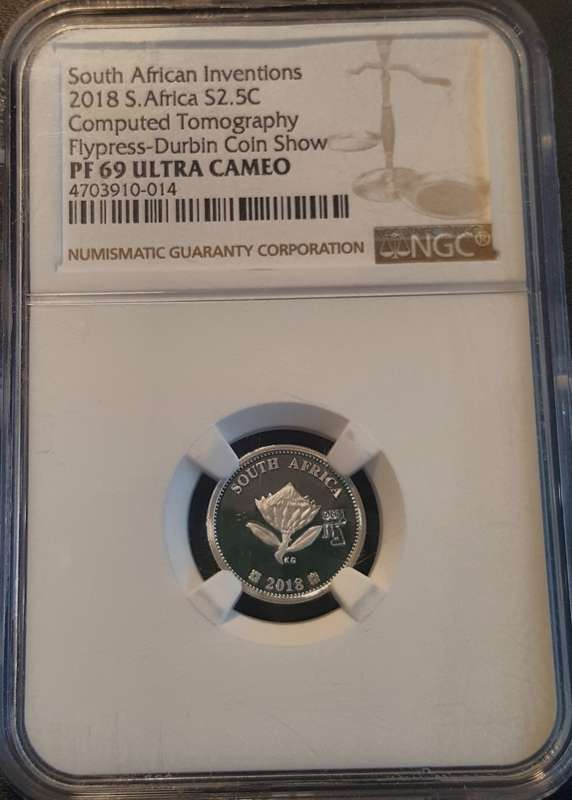 South African Inventions
2018 S.Africa S2.5C
Computed Tomography
Flypress-Durbin Coin Show
PF 69 ULTRA CAMEO
4703910-014
NUMISMATIC GUARANTY CORPORATION
NGC®
SOUTH AFRICA
KG
2018